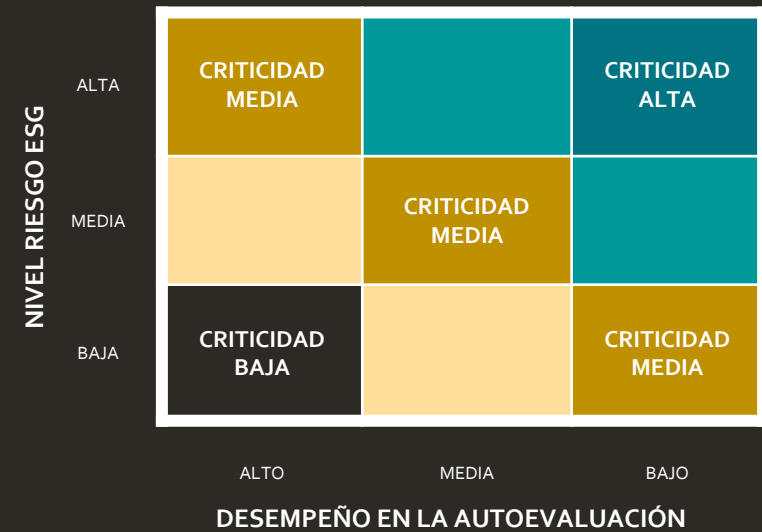 NIVEL RIESGO ESG
ALTA
CRITICIDAD
MEDIA
CRITICIDAD
ALTA
MEDIA
CRITICIDAD
MEDIA
BAJA
CRITICIDAD
BAJA
CRITICIDAD
MEDIA
ALTO
MEDIA
BAJO
DESEMPEÑO EN LA AUTOEVALUACIÓN